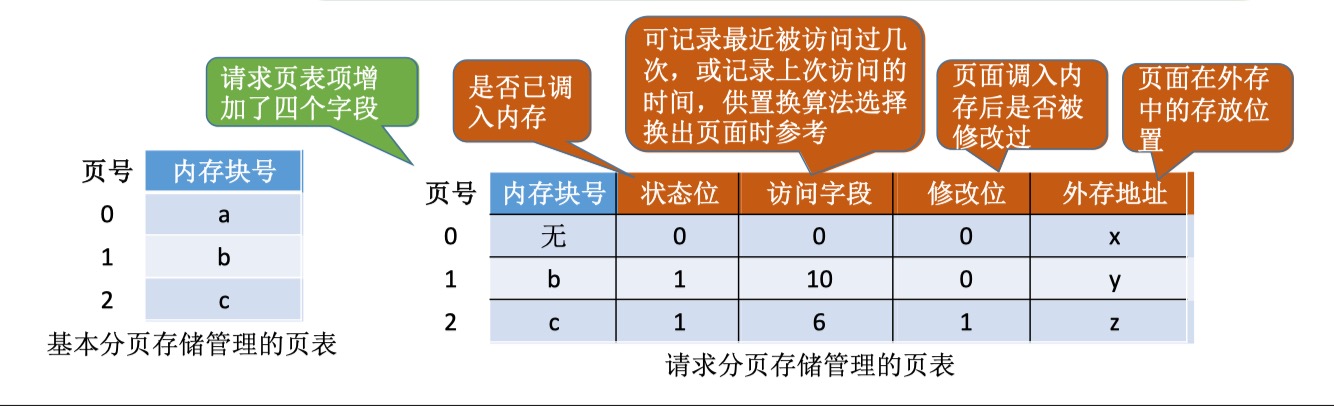 可记录最近被访问过几
次，或记录上次访问的
时间，供置换算法选择
换出页面时参考
请求页表项增
加了四个字段
是否已调
入内存
页面调入内
存后是否被
修改过
页面在外存
中的存放位
置
页号 内存块号
0 a
1 b
2 c
基本分页存储管理的页表
页号 内存块号 状态位 访问字段 修改位 外存地址
0 无 0 0 0 x
1 b 1 10 0 y
2 c 1 6 1 z
请求分页存储管理的页表